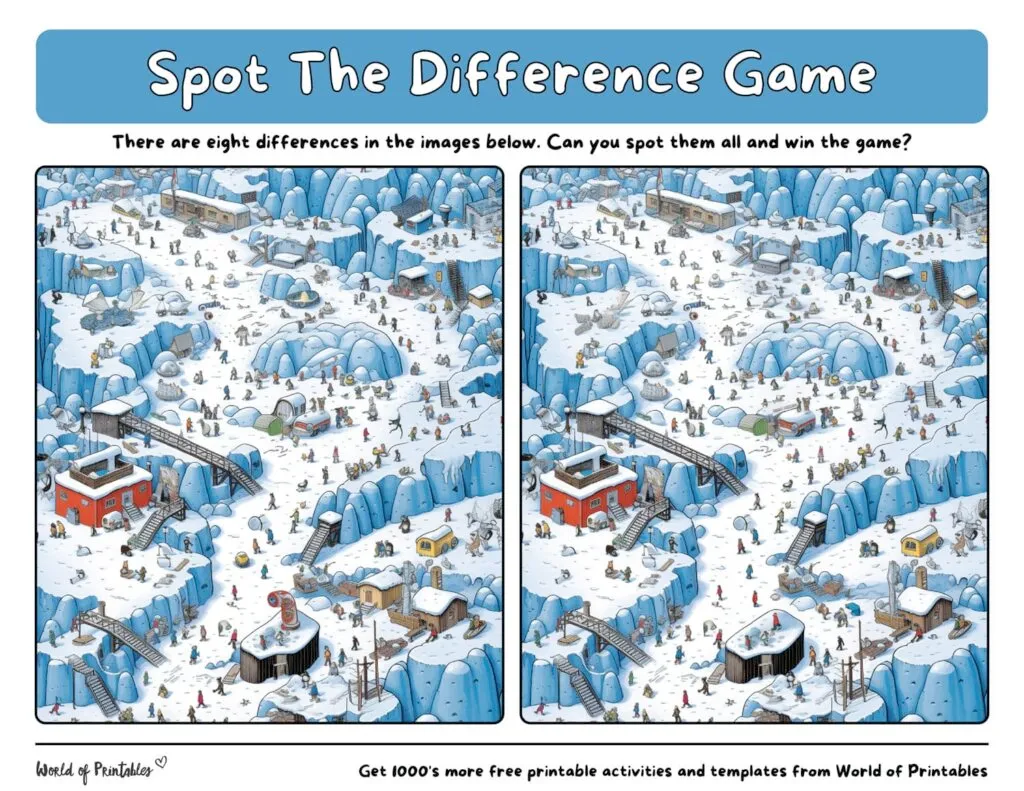 Spot The Difference Game
There are eight differences in the images below. Can you spot them all and win the game?
World of Printables
Get 1000's more free printable activities and templates from World of Printables